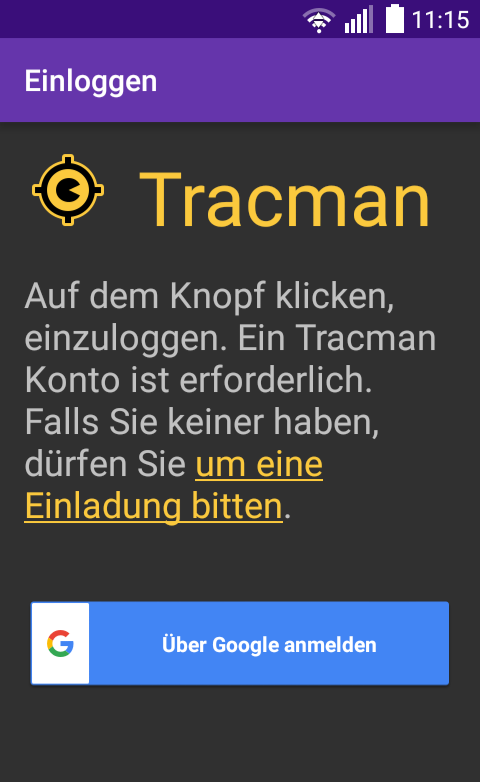 11:15
Einloggen
Tracman
Auf dem Knopf klicken,
einzuloggen. Ein Tracman
Konto ist erforderlich.
Falls Sie keiner haben,
dürfen Sie um eine
Einladung bitten.
Über Google anmelden